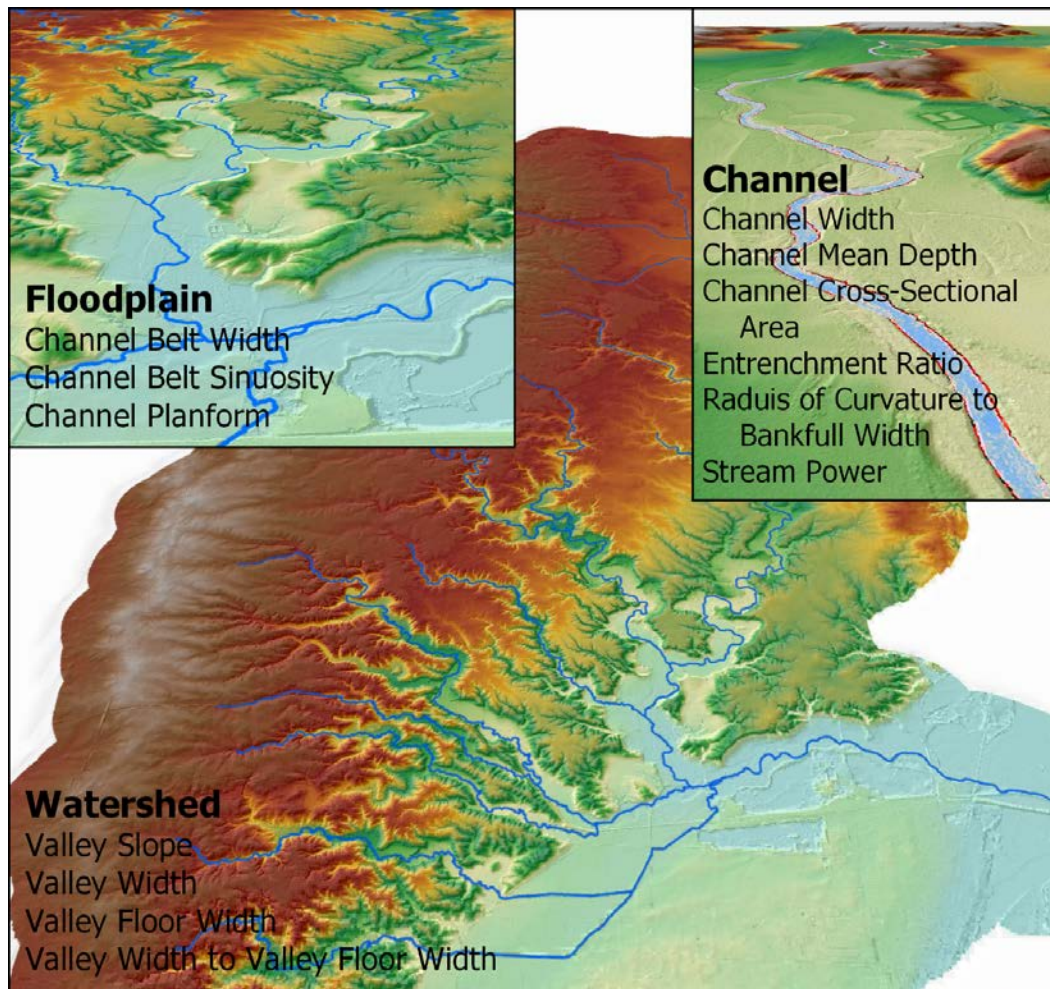 Floodplain
Channel Belt Width
Channel Belt Sinuosity
Channel Planform
Channel
Channel Width
Channel Mean Depth
Channel Cross-Sectional
Area
Entrenchment Ratio
Raduis of Curvature to
Bankfull Width
Stream Power
Watershed
Valley Slope
Valley Width
Valley Floor Width
Valley Width to Valley Floor Width